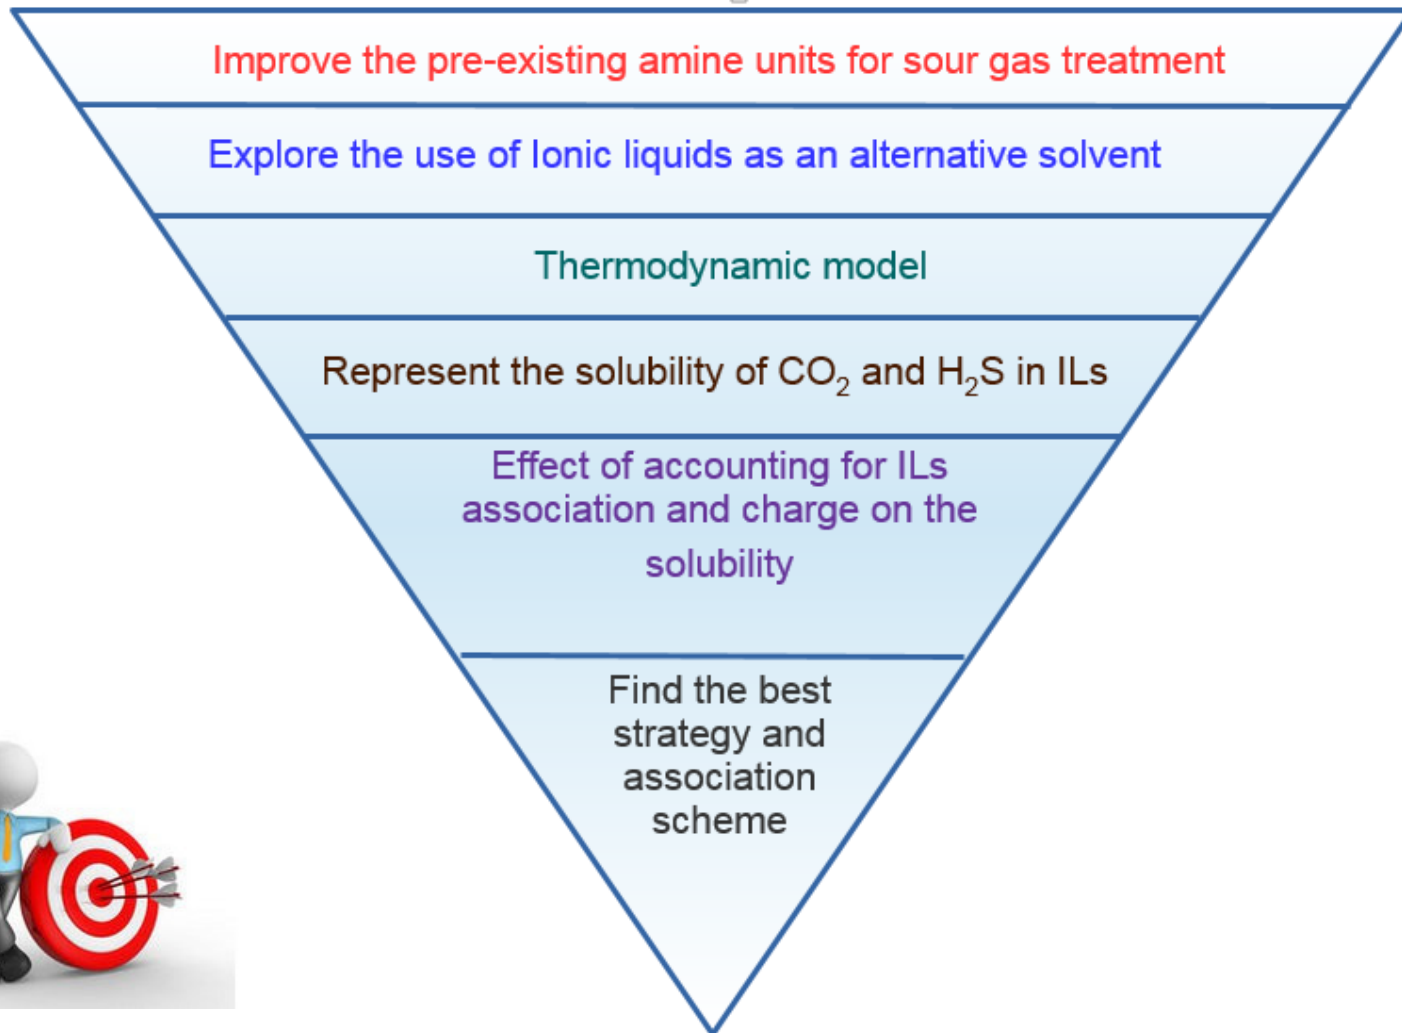 Improve the pre-existing amine units for sour gas treatment
Explore the use of Ionic liquids as an alternative solvent
Thermodynamic model
Represent the solubility of CO₂ and H₂S in ILs
Effect of accounting for ILs
association and charge on the
solubility
Find the best
strategy and
association
scheme